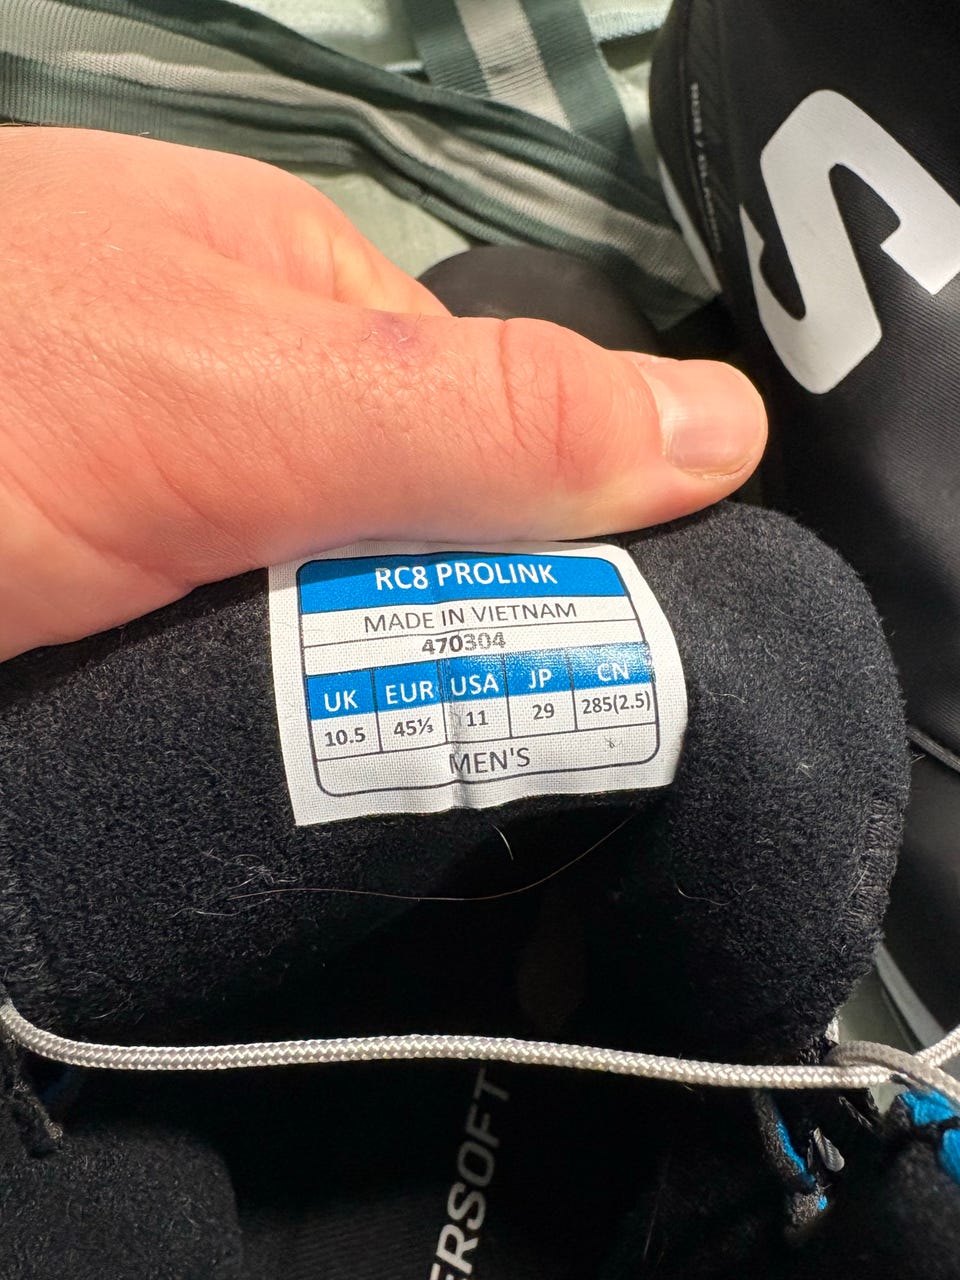 S
RC8 PROLINK
MADE IN VIETNAM
470304
UK EUR USA JP CN
10.5 45⅓ 11 29 285(2.5)
MEN'S
ERSOFT